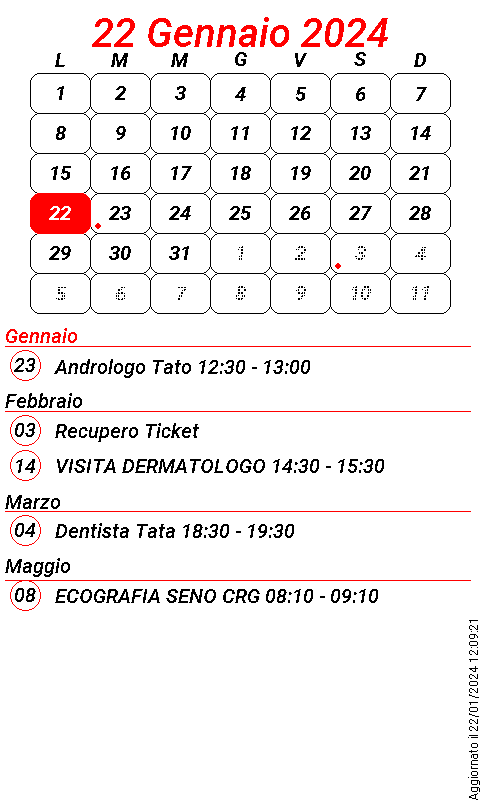 22 Gennaio 2024
L M M G V S D
1 2 3 4 5 6 7
8 9 10 11 12 13 14
15 16 17 18 19 20 21
22 23 24 25 26 27 28
29 30 31 1 2 3 4
5 6 7 8 9 10 11
Gennaio
23 Andrologo Tato 12:30 - 13:00
Febbraio
03 Recupero Ticket
14 VISITA DERMATOLOGO 14:30 - 15:30
Marzo
04 Dentista Tata 18:30 - 19:30
Maggio
08 ECOGRAFIA SENO CRG 08:10 - 09:10
Aggiornato il 22/01/2024 12:09:21